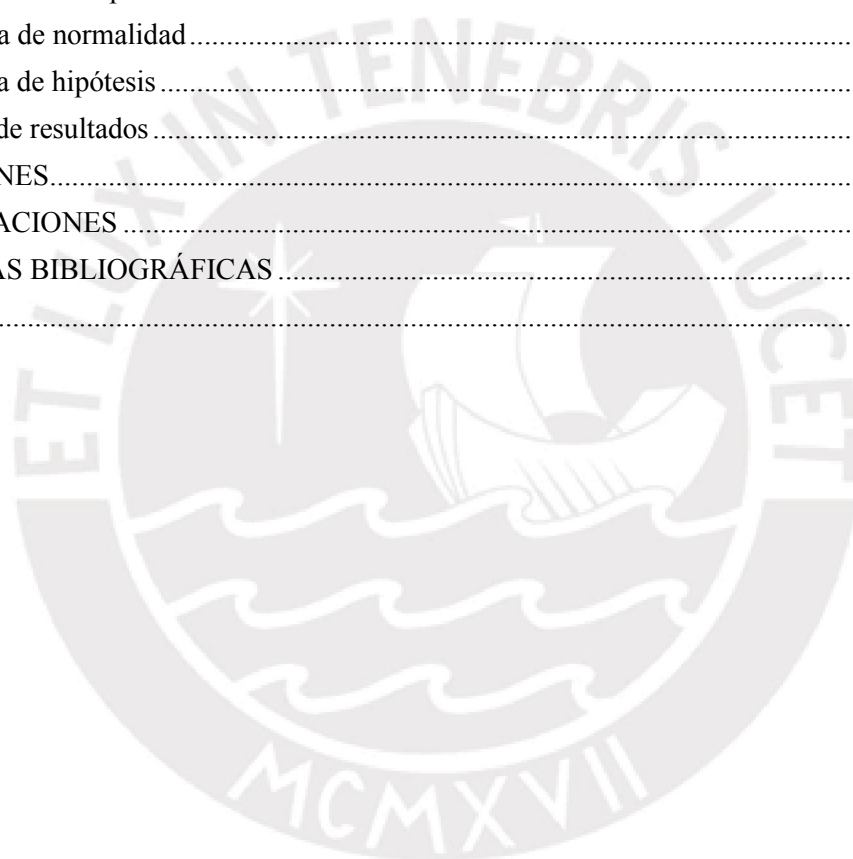 a de normalidad
a de hipótesis
de resultados
NES
ACIONES
AS BIBLIOGRÁFICAS
ET LUX IN TENEBRIS LUCET
MCMXVII